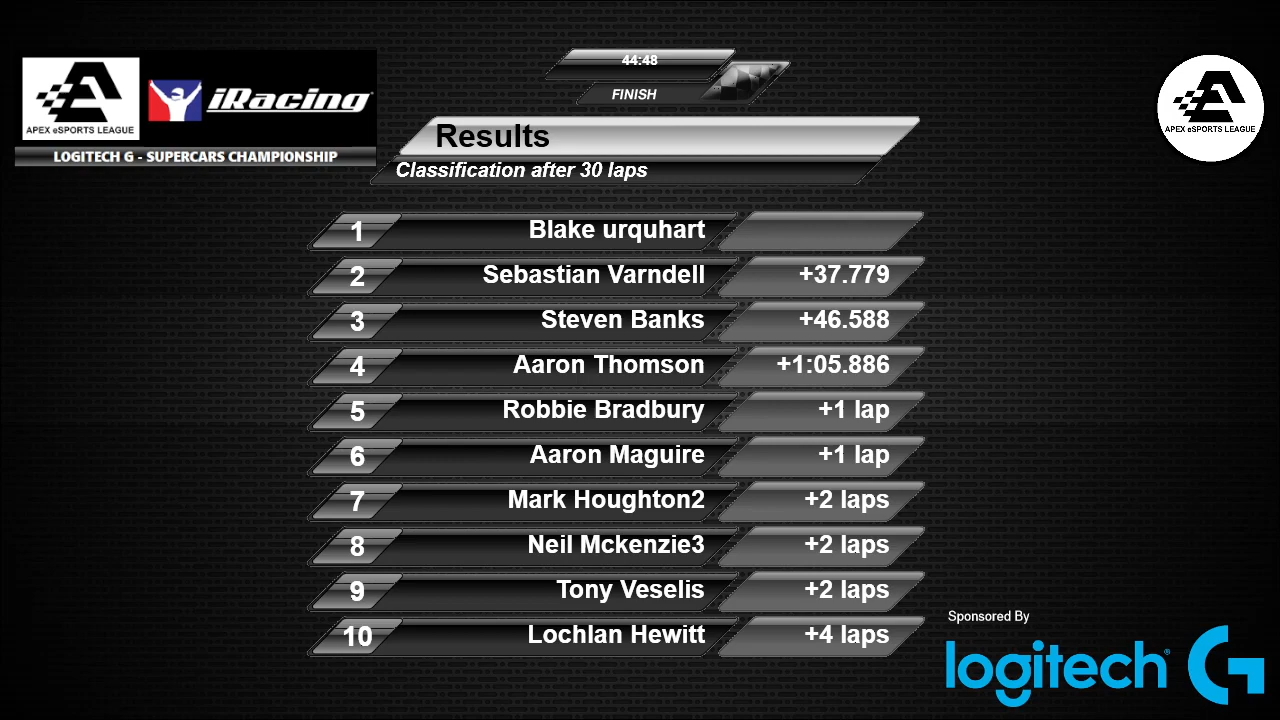 44:48
FINISH
APEX eSPORTS LEAGUE
iRacing
LOGITECH G - SUPERCARS CHAMPIONSHIP
APEX eSPORTS LEAGUE
Results
Classification after 30 laps
1 Blake urquhart
2 Sebastian Varndell +37.779
3 Steven Banks +46.588
4 Aaron Thomson +1:05.886
5 Robbie Bradbury +1 lap
6 Aaron Maguire +1 lap
7 Mark Houghton2 +2 laps
8 Neil Mckenzie3 +2 laps
9 Tony Veselis +2 laps
10 Lochlan Hewitt +4 laps
Sponsored By
logitech G